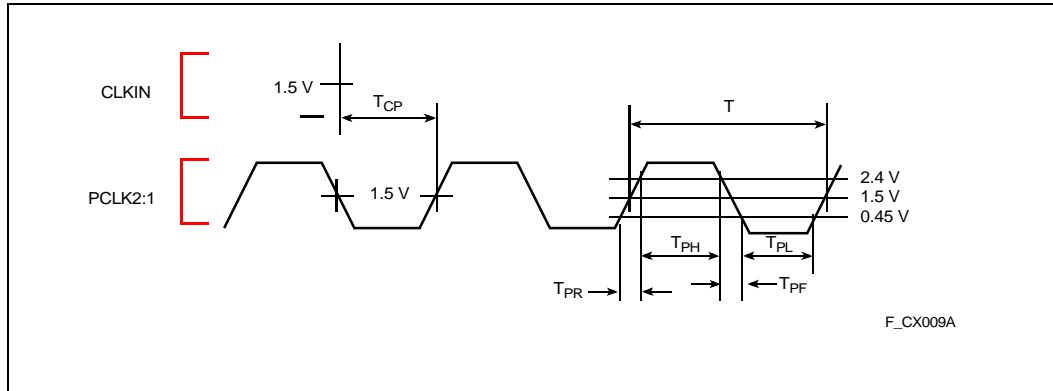 CLKIN
1.5 V
TCP
T
PCLK2:1
1.5 V
2.4 V
1.5 V
0.45 V
TPH
TPL
TPR
TPF
F_CX009A